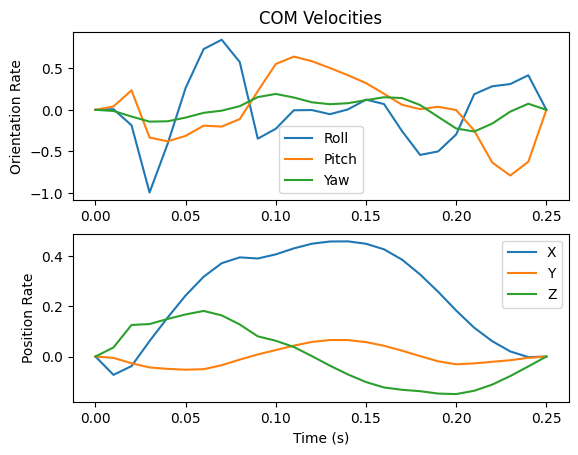 COM Velocities
Orientation Rate
0.5
0.0
−0.5
−1.0
Roll
Pitch
Yaw
0.00 0.05 0.10 0.15 0.20 0.25
Position Rate
0.4
0.2
0.0
X
Y
Z
0.00 0.05 0.10 0.15 0.20 0.25
Time (s)